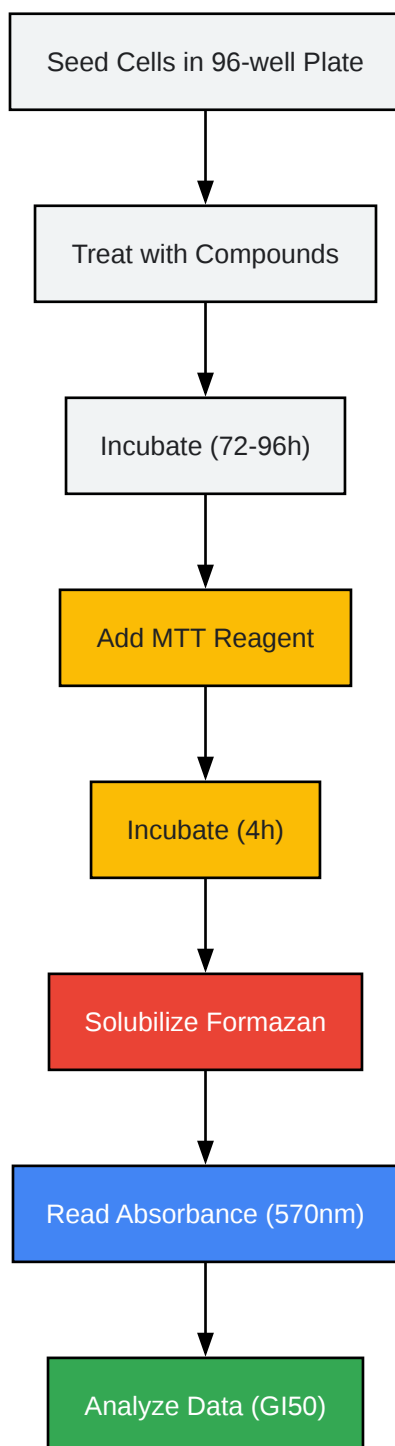 Seed Cells in 96-well Plate
Treat with Compounds
Incubate (72-96h)
Add MTT Reagent
Incubate (4h)
Solubilize Formazan
Read Absorbance (570nm)
Analyze Data (GI50)